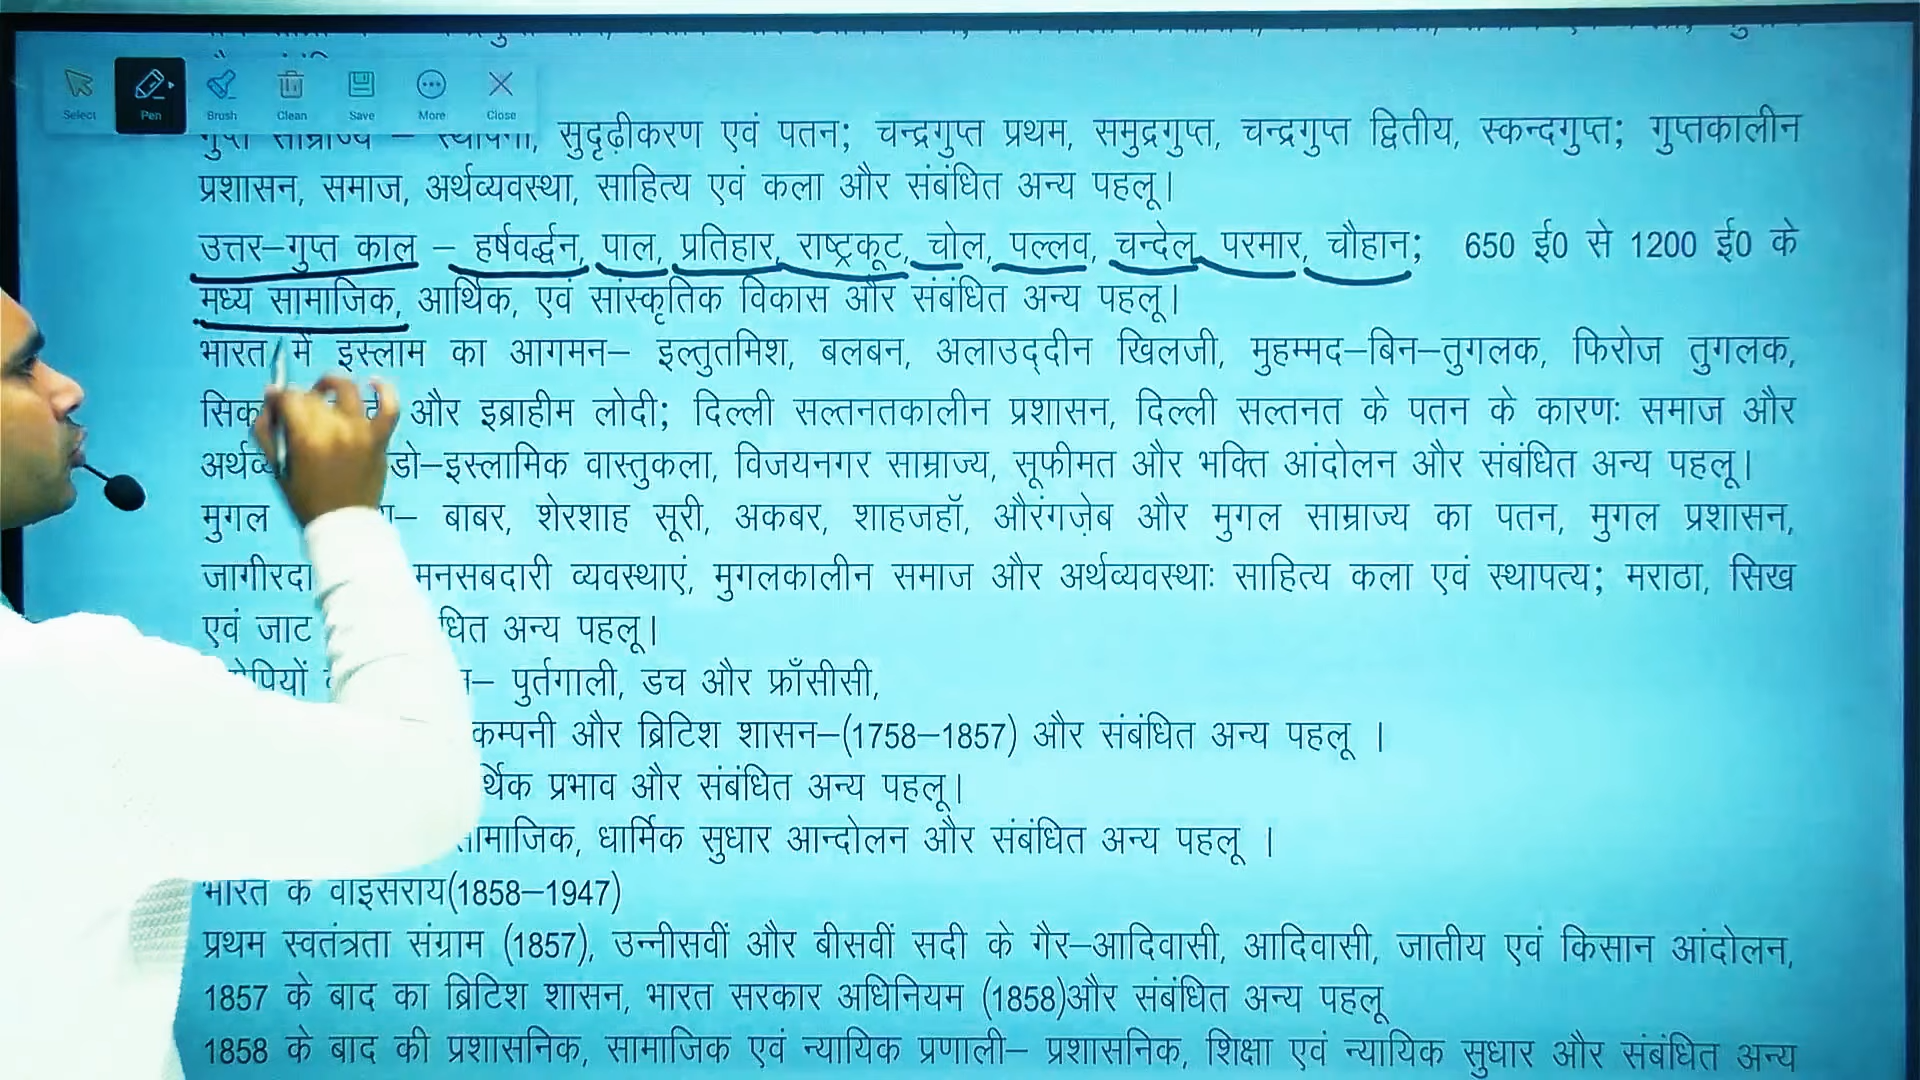 Select Pen Brush Clean Save More Close
सुदृढ़ीकरण एवं पतन; चन्द्रगुप्त प्रथम, समुद्रगुप्त, चन्द्रगुप्त द्वितीय, स्कन्दगुप्त; गुप्तकालीन
प्रशासन, समाज, अर्थव्यवस्था, साहित्य एवं कला और संबंधित अन्य पहलू।
उत्तर–गुप्त काल – हर्षवर्द्धन, पाल, प्रतिहार, राष्ट्रकूट, चोल, पल्लव, चन्देल, परमार, चौहान; 650 ई0 से 1200 ई0 के
मध्य सामाजिक, आर्थिक, एवं सांस्कृतिक विकास और संबंधित अन्य पहलू।
भारत में इस्लाम का आगमन– इल्तुतमिश, बलबन, अलाउद्दीन खिलजी, मुहम्मद–बिन–तुगलक, फिरोज तुगलक,
और इब्राहीम लोदी; दिल्ली सल्तनतकालीन प्रशासन, दिल्ली सल्तनत के पतन के कारणः समाज और
डो–इस्लामिक वास्तुकला, विजयनगर साम्राज्य, सूफीमत और भक्ति आंदोलन और संबंधित अन्य पहलू।
मुगल – बाबर, शेरशाह सूरी, अकबर, शाहजहॉ, औरंगज़ेब और मुगल साम्राज्य का पतन, मुगल प्रशासन,
जागीरदा मनसबदारी व्यवस्थाएं, मुगलकालीन समाज और अर्थव्यवस्थाः साहित्य कला एवं स्थापत्य; मराठा, सिख
एवं जाट धित अन्य पहलू।
– पुर्तगाली, डच और फ्राँसीसी,
कम्पनी और ब्रिटिश शासन–(1758–1857) और संबंधित अन्य पहलू ।
र्थिक प्रभाव और संबंधित अन्य पहलू।
ामाजिक, धार्मिक सुधार आन्दोलन और संबंधित अन्य पहलू ।
भारत के वाइसराय(1858–1947)
प्रथम स्वतंत्रता संग्राम (1857), उन्नीसवीं और बीसवीं सदी के गैर–आदिवासी, आदिवासी, जातीय एवं किसान आंदोलन,
1857 के बाद का ब्रिटिश शासन, भारत सरकार अधिनियम (1858)और संबंधित अन्य पहलू
1858 के बाद की प्रशासनिक, सामाजिक एवं न्यायिक प्रणाली– प्रशासनिक, शिक्षा एवं न्यायिक सुधार और संबंधित अन्य